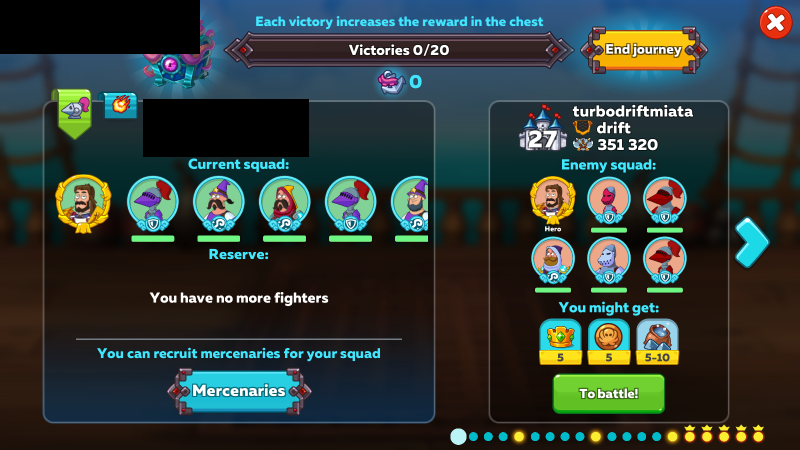 Each victory increases the reward in the chest
Victories 0/20
End journey
0
turbodriftmiata
drift
27
351 320
Current squad:
Enemy squad:
Hero
Reserve:
You have no more fighters
You might get:
5
5
5-10
You can recruit mercenaries for your squad
Mercenaries
To battle!